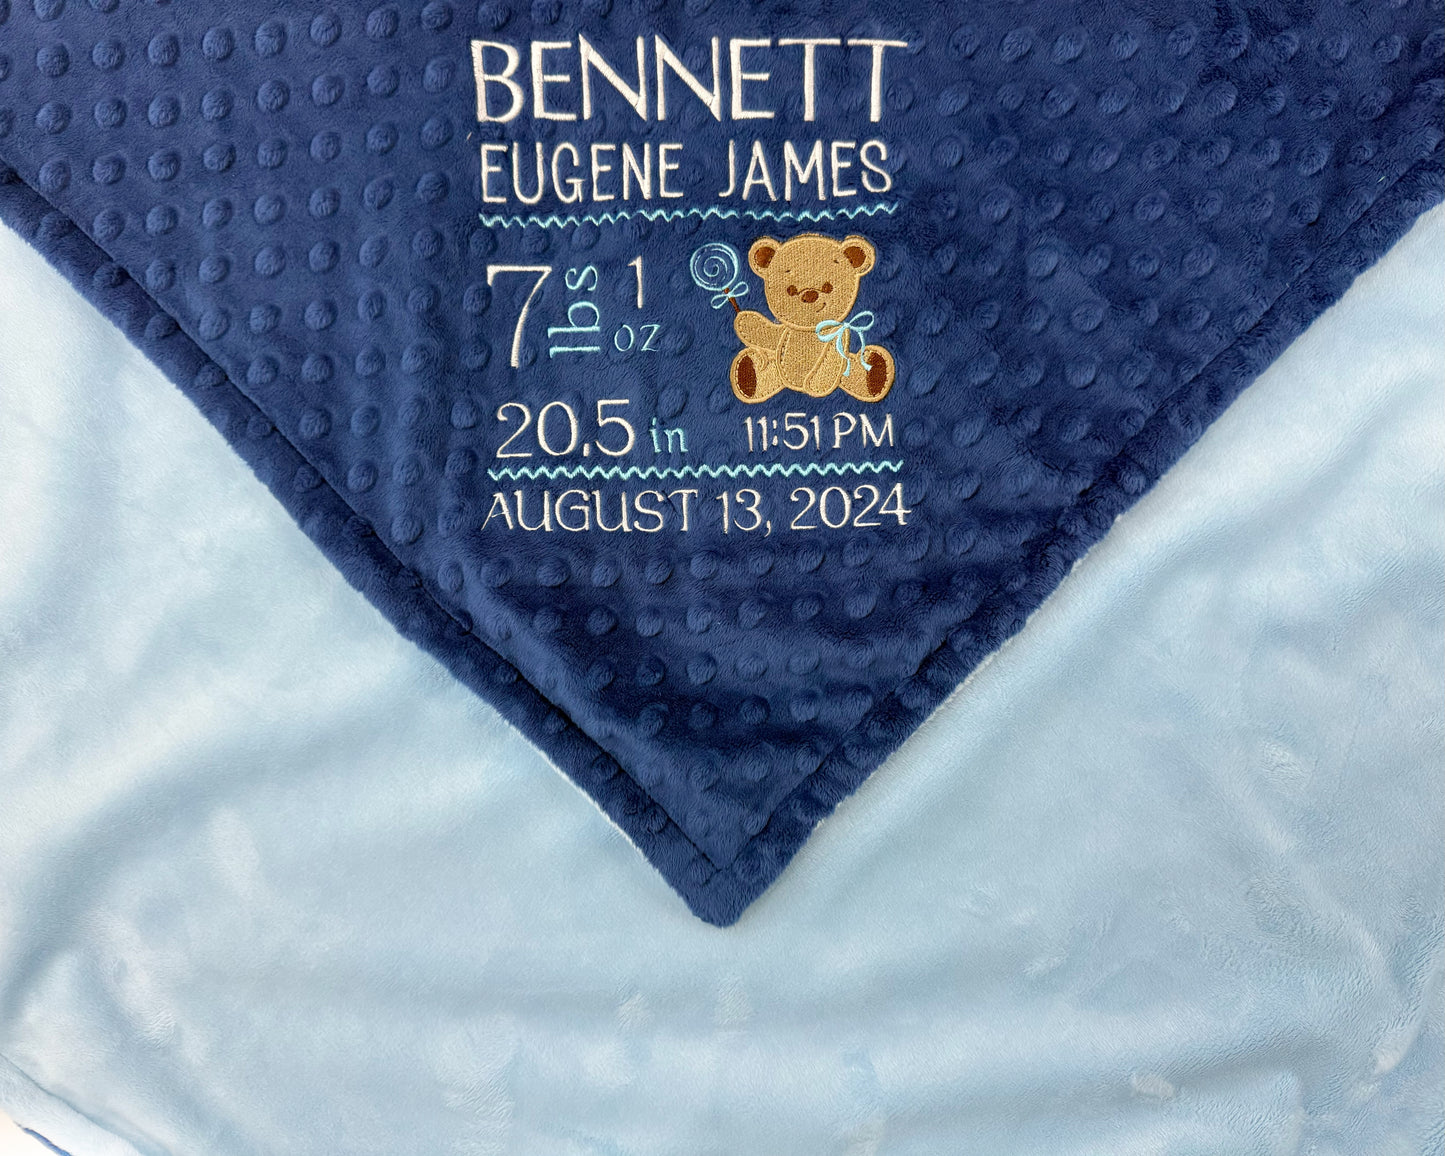 BENNETT
EUGENE JAMES
7 lbs 1 oz
20.5 in 11:51 PM
AUGUST 13, 2024